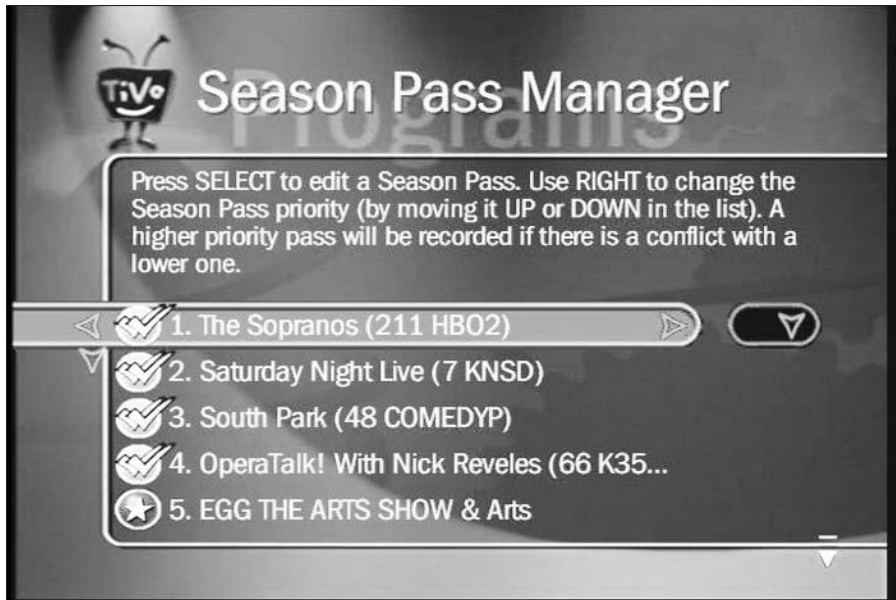 TiVo
Programs
Season Pass Manager
Press SELECT to edit a Season Pass. Use RIGHT to change the
Season Pass priority (by moving it UP or DOWN in the list). A
higher priority pass will be recorded if there is a conflict with a
lower one.
1. The Sopranos (211 HBO2)
2. Saturday Night Live (7 KNSD)
3. South Park (48 COMEDYP)
4. OperaTalk! With Nick Reveles (66 K35...
5. EGG THE ARTS SHOW & Arts